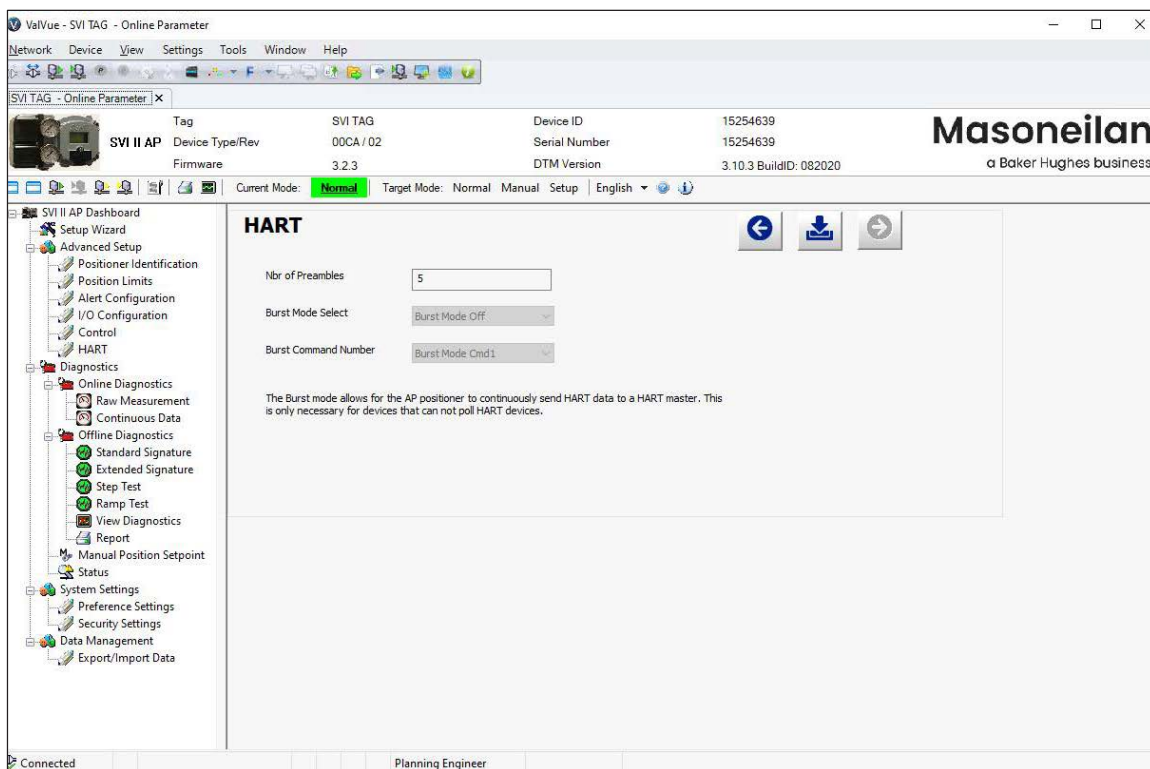 ValVue - SVI TAG - Online Parameter
Network Device View Settings Tools Window Help
SVI TAG - Online Parameter
SVI II AP
Tag SVI TAG Device ID 15254639
Device Type/Rev 00CA / 02 Serial Number 15254639
Firmware 3.2.3 DTM Version 3.10.3 BuildID: 082020
Masoneilan
a Baker Hughes business
Current Mode: Normal Target Mode: Normal Manual Setup English
SVI II AP Dashboard
Setup Wizard
Advanced Setup
Positioner Identification
Position Limits
Alert Configuration
I/O Configuration
Control
HART
Diagnostics
Online Diagnostics
Raw Measurement
Continuous Data
Offline Diagnostics
Standard Signature
Extended Signature
Step Test
Ramp Test
View Diagnostics
Report
Manual Position Setpoint
Status
System Settings
Preference Settings
Security Settings
Data Management
Export/Import Data
HART
Nbr of Preambles 5
Burst Mode Select Burst Mode Off
Burst Command Number Burst Mode Cmd1
The Burst mode allows for the AP positioner to continuously send HART data to a HART master. This
is only necessary for devices that can not poll HART devices.
Connected Planning Engineer